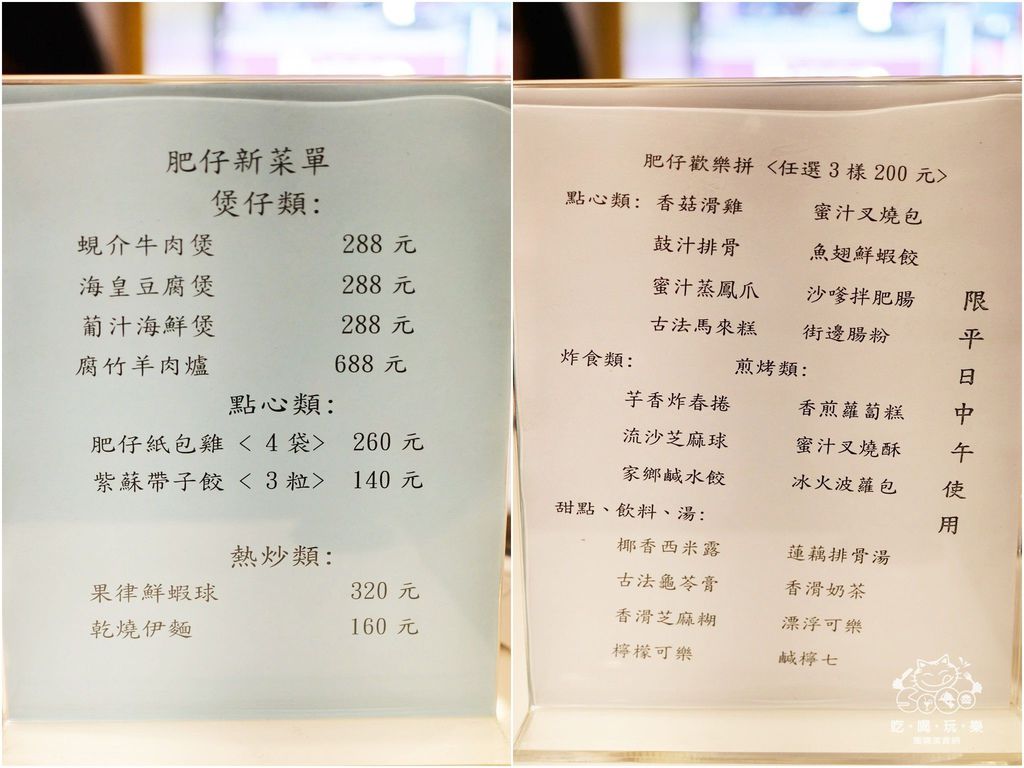 肥仔新菜單
煲仔類:
蜆介牛肉煲 288 元
海皇豆腐煲 288 元
葡汁海鮮煲 288 元
腐竹羊肉爐 688 元
點心類:
肥仔紙包雞 < 4 袋> 260 元
紫蘇帶子餃 < 3 粒> 140 元
熱炒類:
果律鮮蝦球 320 元
乾燒伊麵 160 元
肥仔歡樂拼 <任選 3 樣 200 元>
點心類: 香菇滑雞 蜜汁叉燒包
鼓汁排骨 魚翅鮮蝦餃
蜜汁蒸鳳爪 沙嗲拌肥腸
古法馬來糕 街邊腸粉
炸食類: 煎烤類:
芋香炸春捲 香煎蘿蔔糕
流沙芝麻球 蜜汁叉燒酥
家鄉鹹水餃 冰火波蘿包
甜點、飲料、湯:
椰香西米露 蓮藕排骨湯
古法龜苓膏 香滑奶茶
香滑芝麻糊 漂浮可樂
檸檬可樂 鹹檸七
限平日中午使用
吃·喝·玩·樂